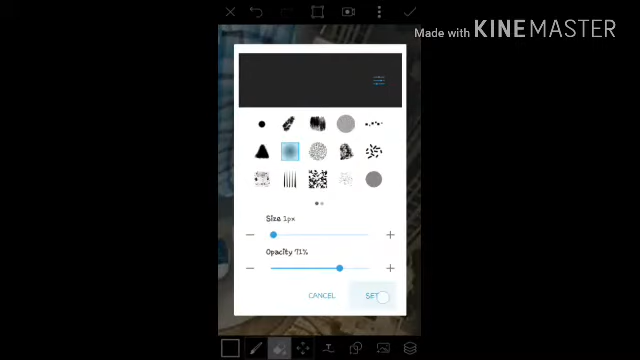 Made with KINEMASTER
Size 1px
Opacity 71%
CANCEL
SET